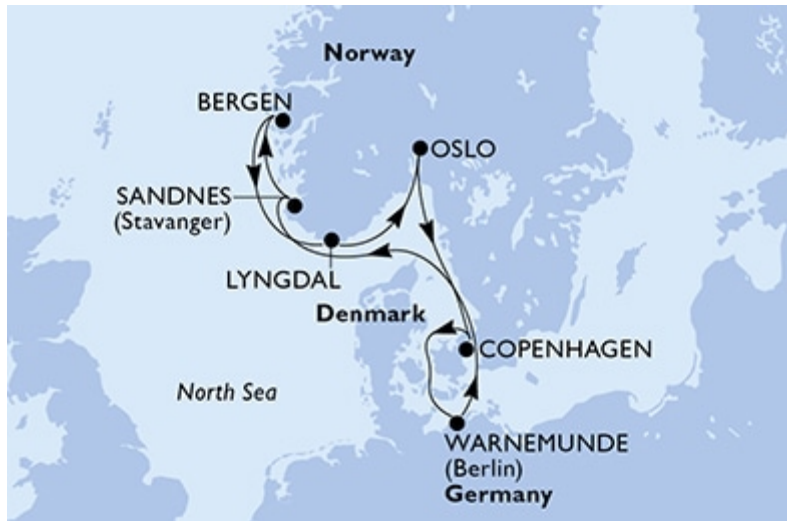 Norway
BERGEN
OSLO
SANDNES
(Stavanger)
LYNGDAL
Denmark
COPENHAGEN
North Sea
WARNEMUNDE
(Berlin)
Germany